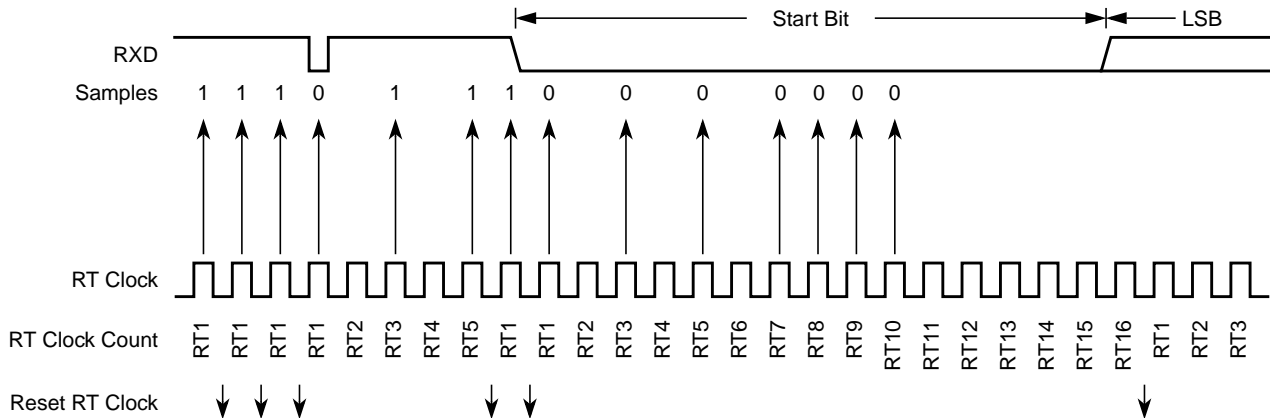 Start Bit LSB
RXD
Samples 1 1 1 0 1 1 1 0 0 0 0 0 0 0
RT Clock
RT Clock Count RT1 RT1 RT1 RT1 RT2 RT3 RT4 RT5 RT1 RT1 RT2 RT3 RT4 RT5 RT6 RT7 RT8 RT9 RT10 RT11 RT12 RT13 RT14 RT15 RT16 RT1 RT2 RT3
Reset RT Clock